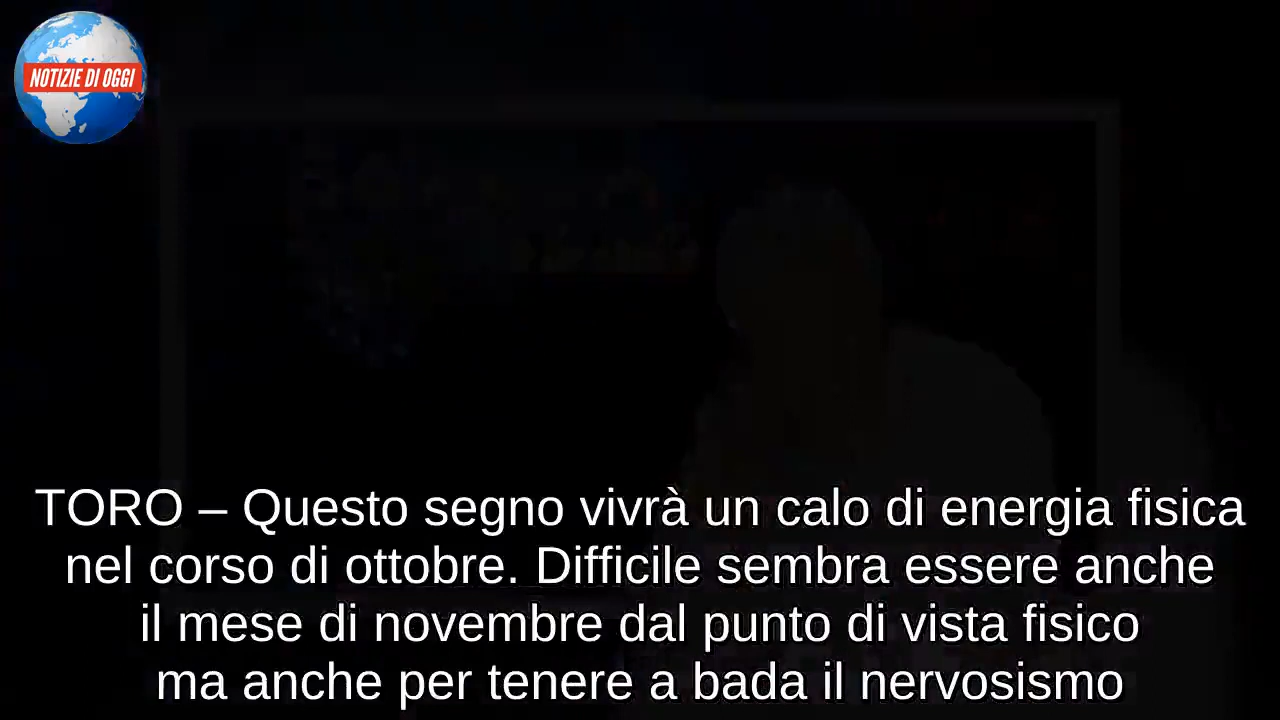 NOTIZIE DI OGGI
TORO – Questo segno vivrà un calo di energia fisica
nel corso di ottobre. Difficile sembra essere anche
il mese di novembre dal punto di vista fisico
ma anche per tenere a bada il nervosismo